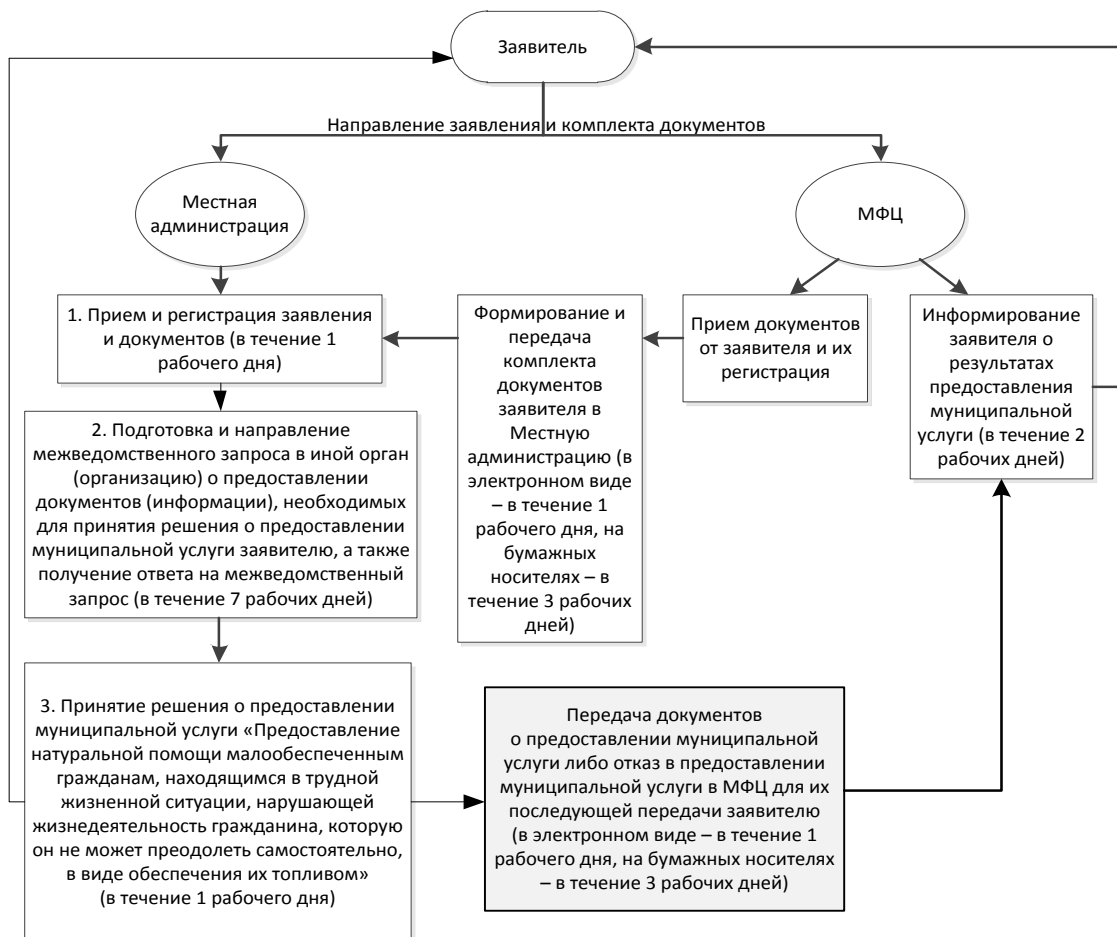 Заявитель
Направление заявления и комплекта документов
Местная
администрация
МФЦ
1. Прием и регистрация заявления
и документов (в течение 1
рабочего дня)
Формирование и
передача
комплекта
документов
заявителя в
Местную
администрацию (в
электронном виде
– в течение 1
рабочего дня, на
бумажных
носителях – в
течение 3 рабочих
дней)
Прием документов
от заявителя и их
регистрация
Информирование
заявителя о
результатах
предоставления
муниципальной
услуги (в течение 2
рабочих дней)
2. Подготовка и направление
межведомственного запроса в иной орган
(организацию) о предоставлении
документов (информации), необходимых
для принятия решения о предоставлении
муниципальной услуги заявителю, а также
получение ответа на межведомственный
запрос (в течение 7 рабочих дней)
3. Принятие решения о предоставлении
муниципальной услуги «Предоставление
натуральной помощи малообеспеченным
гражданам, находящимся в трудной
жизненной ситуации, нарушающей
жизнедеятельность гражданина, которую
он не может преодолеть самостоятельно,
в виде обеспечения их топливом»
(в течение 1 рабочего дня)
Передача документов
о предоставлении муниципальной
услуги либо отказ в предоставлении
муниципальной услуги в МФЦ для их
последующей передачи заявителю
(в электронном виде – в течение 1
рабочего дня, на бумажных носителях
– в течение 3 рабочих дней)